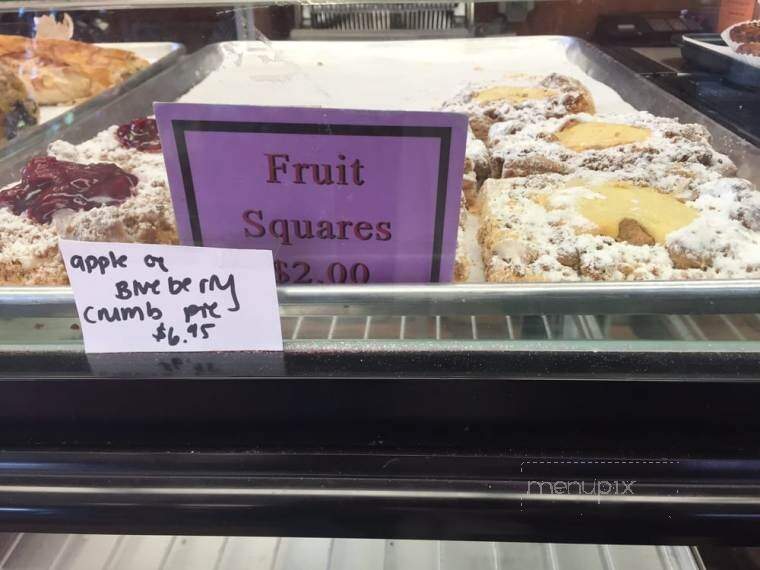 Fruit
Squares
$2.00
apple or
Blueberry
Crumb pie
$6.95
menupix